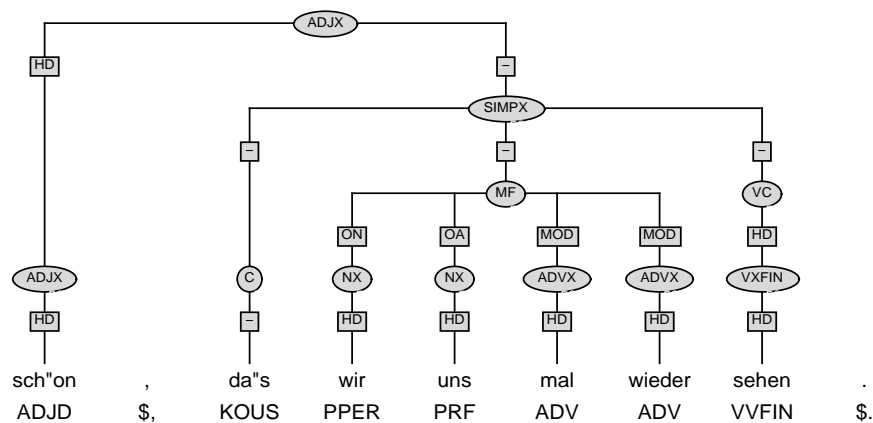 ADJX
HD –
SIMPX
– – –
MF VC
ON OA MOD MOD HD
ADJX C NX NX ADVX ADVX VXFIN
HD – HD HD HD HD HD
sch"on , da"s wir uns mal wieder sehen .
ADJD $, KOUS PPER PRF ADV ADV VVFIN $.